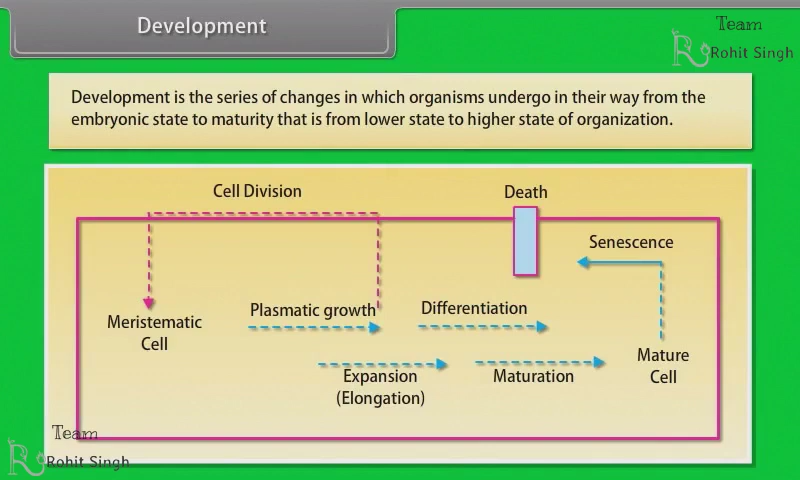 Development
Team
Rohit Singh
Development is the series of changes in which organisms undergo in their way from the
embryonic state to maturity that is from lower state to higher state of organization.
Cell Division
Death
Senescence
Plasmatic growth
Differentiation
Meristematic
Cell
Mature
Cell
Expansion
(Elongation)
Maturation
Team
Rohit Singh